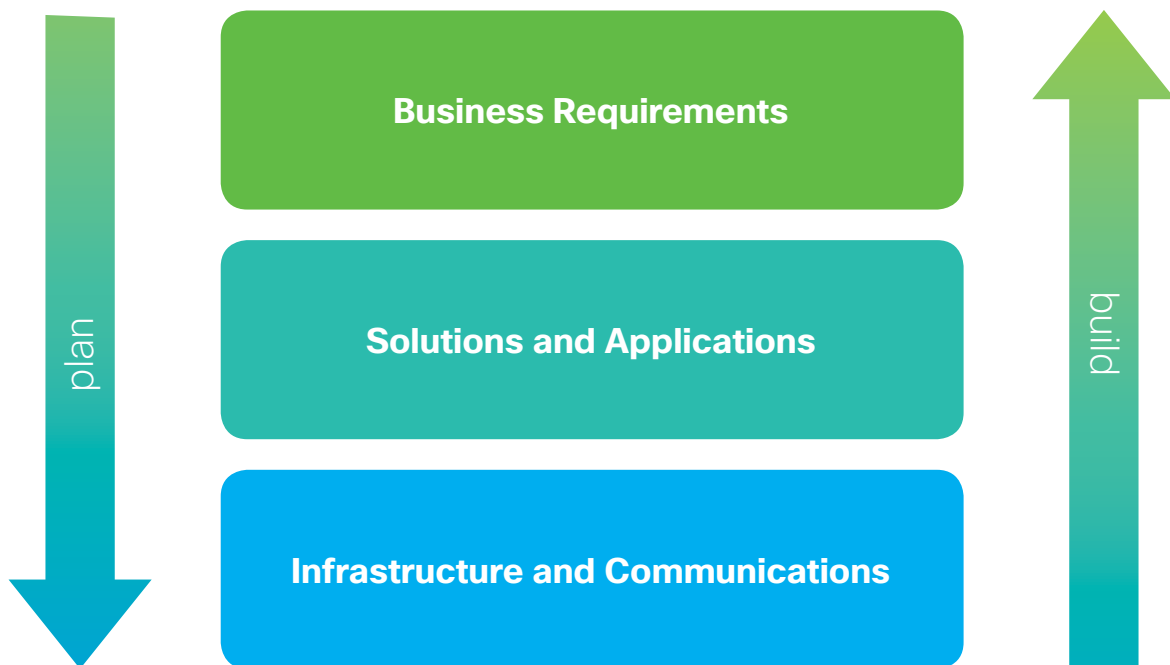 Business Requirements
plan
Solutions and Applications
build
Infrastructure and Communications